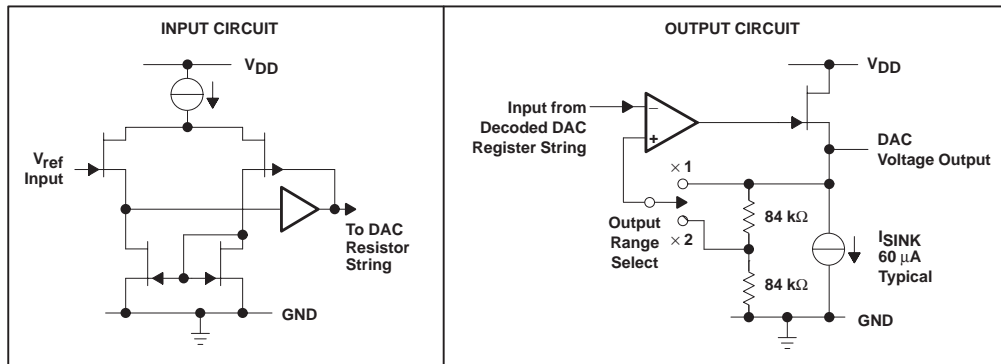 INPUT CIRCUIT
VDD
Vref
Input
To DAC
Resistor
String
GND
OUTPUT CIRCUIT
VDD
Input from
Decoded DAC
Register String
−
+
DAC
Voltage Output
× 1
Output
Range
Select
× 2
84 kΩ
84 kΩ
ISINK
60 μA
Typical
GND